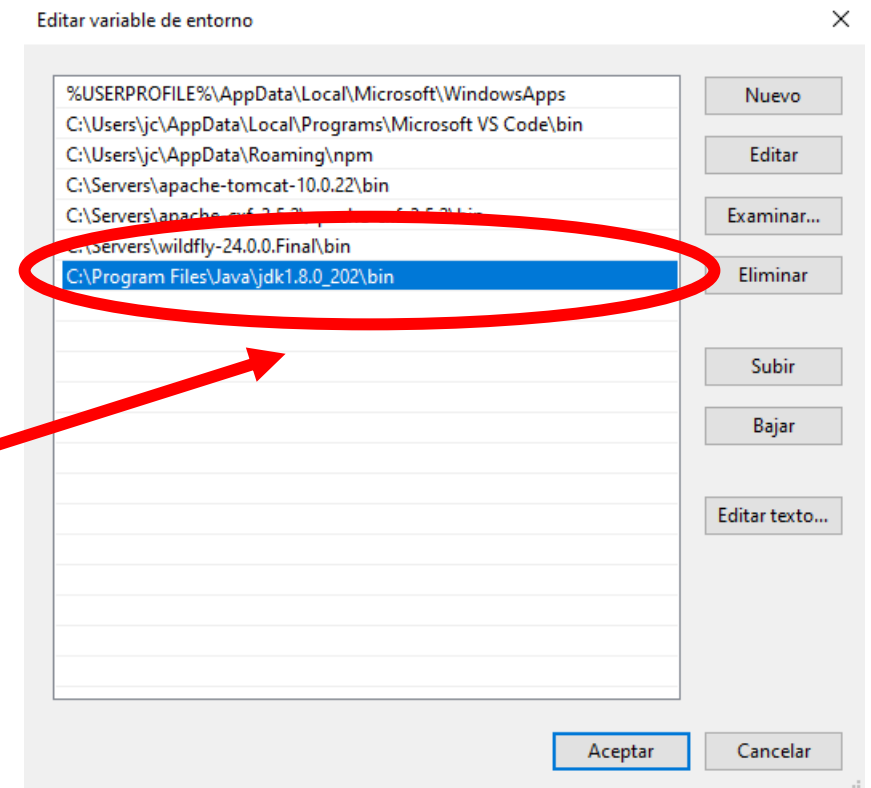 Editar variable de entorno
%USERPROFILE%\AppData\Local\Microsoft\WindowsApps
Nuevo
C:\Users\jc\AppData\Local\Programs\Microsoft VS Code\bin
C:\Users\jc\AppData\Roaming\npm
Editar
C:\Servers\apache-tomcat-10.0.22\bin
Examinar...
C:\Servers\wildfly-24.0.0.Final\bin
C:\Program Files\Java\jdk1.8.0_202\bin
Eliminar
Subir
Bajar
Editar texto...
Aceptar
Cancelar